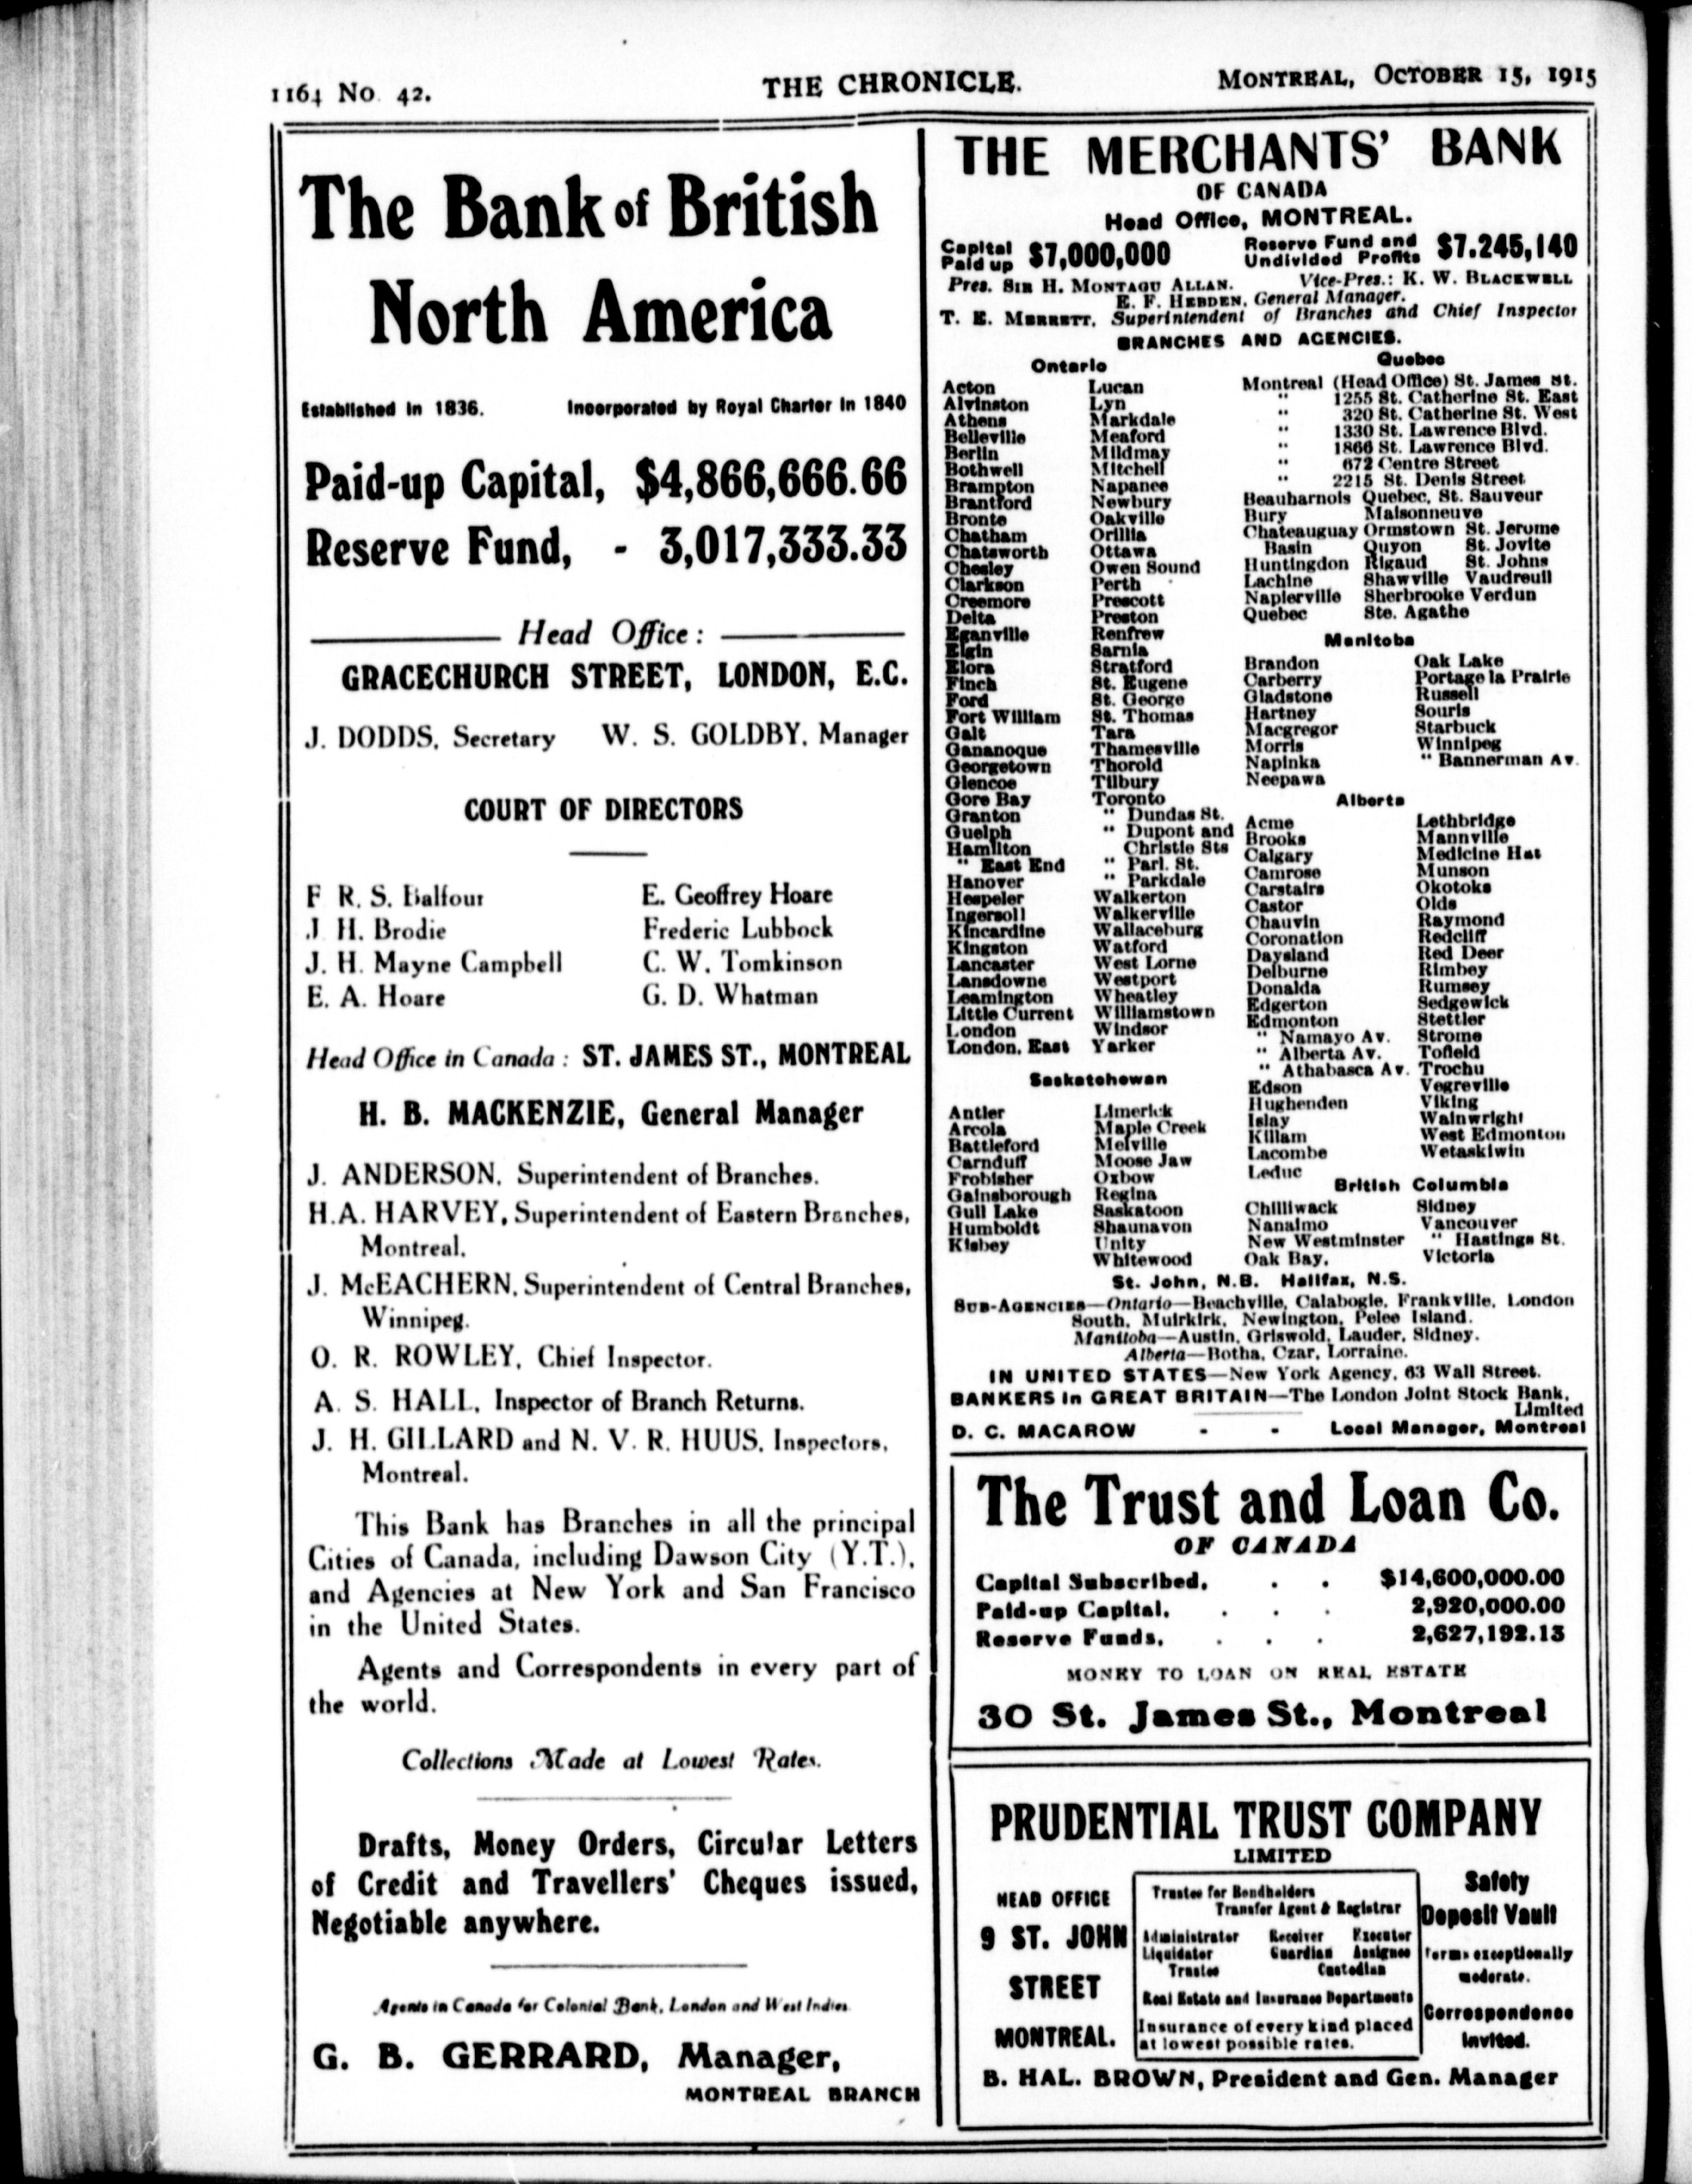 1164 No. 42.
THE CHRONICLE.
MONTREAL, OCTOBER 15, 1915
The Bank of British
North America
Established in 1836.
Incorporated by Royal Charter in 1840
Paid-up Capital, $4,866,666.66
Reserve Fund, - 3,017,333.33
Head Office :
GRACECHURCH STREET, LONDON, E.C.
J. DODDS, Secretary W. S. GOLDBY, Manager
COURT OF DIRECTORS
F R. S. Balfour E. Geoffrey Hoare
J. H. Brodie Frederic Lubbock
J. H. Mayne Campbell C. W. Tomkinson
E. A. Hoare G. D. Whatman
Head Office in Canada : ST. JAMES ST., MONTREAL
H. B. MACKENZIE, General Manager
J. ANDERSON, Superintendent of Branches.
H.A. HARVEY, Superintendent of Eastern Branches,
Montreal.
J. McEACHERN, Superintendent of Central Branches,
Winnipeg.
O. R. ROWLEY, Chief Inspector.
A. S. HALL, Inspector of Branch Returns.
J. H. GILLARD and N. V. R. HUUS, Inspectors,
Montreal.
This Bank has Branches in all the principal
Cities of Canada, including Dawson City (Y.T.),
and Agencies at New York and San Francisco
in the United States.
Agents and Correspondents in every part of
the world.
Collections Made at Lowest Rates.
Drafts, Money Orders, Circular Letters
of Credit and Travellers' Cheques issued,
Negotiable anywhere.
Agents in Canada for Colonial Bank, London and West Indies.
G. B. GERRARD, Manager,
MONTREAL BRANCH
THE MERCHANTS' BANK
OF CANADA
Head Office, MONTREAL.
Capital Paid up $7,000,000
Reserve Fund and Undivided Profits $7.245,140
Pres. SIR H. MONTAGU ALLAN. Vice-Pres.: K. W. BLACKWELL
E. F. HEBDEN, General Manager.
T. E. MERRETT, Superintendent of Branches and Chief Inspector
BRANCHES AND AGENCIES.
Ontario
Acton Lucan
Alvinston Lyn
Athens Markdale
Belleville Meaford
Berlin Mildmay
Bothwell Mitchell
Brampton Napanee
Brantford Newbury
Bronte Oakville
Chatham Orillia
Chatsworth Ottawa
Chesley Owen Sound
Clarkson Perth
Creemore Prescott
Delta Preston
Eganville Renfrew
Elgin Sarnia
Elora Stratford
Finch St. Eugene
Ford St. George
Fort William St. Thomas
Galt Tara
Gananoque Thamesville
Georgetown Thorold
Glencoe Tilbury
Gore Bay Toronto
Granton " Dundas St.
Guelph " Dupont and
Hamilton Christie Sts
" East End " Parl. St.
Hanover " Parkdale
Hespeler Walkerton
Ingersoll Walkerville
Kincardine Wallaceburg
Kingston Watford
Lancaster West Lorne
Lansdowne Westport
Leamington Wheatley
Little Current Williamstown
London Windsor
London, East Yarker
Saskatchewan
Antler Limerick
Arcola Maple Creek
Battleford Melville
Carnduff Moose Jaw
Frobisher Oxbow
Gainsborough Regina
Gull Lake Saskatoon
Humboldt Shaunavon
Kisbey Unity
Whitewood
Quebec
Montreal (Head Office) St. James St.
" 1255 St. Catherine St. East
" 320 St. Catherine St. West
" 1330 St. Lawrence Blvd.
" 1866 St. Lawrence Blvd.
" 672 Centre Street
" 2215 St. Denis Street
Beauharnois Quebec, St. Sauveur
Bury Maisonneuve
Chateauguay Ormstown St. Jerome
Basin Quyon St. Jovite
Huntingdon Rigaud St. Johns
Lachine Shawville Vaudreuil
Napierville Sherbrooke Verdun
Quebec Ste. Agathe
Manitoba
Brandon Oak Lake
Carberry Portage la Prairie
Gladstone Russell
Hartney Souris
Macgregor Starbuck
Morris Winnipeg
Napinka " Bannerman Av.
Neepawa
Alberta
Acme Lethbridge
Brooks Mannville
Calgary Medicine Hat
Camrose Munson
Carstairs Okotoks
Castor Olds
Chauvin Raymond
Coronation Redcliff
Daysland Red Deer
Delburne Rimbey
Donalda Rumsey
Edgerton Sedgewick
Edmonton Stettler
" Namayo Av. Strome
" Alberta Av. Tofield
" Athabasca Av. Trochu
Edson Vegreville
Hughenden Viking
Islay Wainwright
Killam West Edmonton
Lacombe Wetaskiwin
Leduc
British Columbia
Chilliwack Sidney
Nanaimo Vancouver
New Westminster " Hastings St.
Oak Bay, Victoria
St. John, N.B. Halifax, N.S.
SUB-AGENCIES—Ontario—Beachville, Calabogie, Frankville, London
South, Muirkirk, Newington, Pelee Island.
Manitoba—Austin, Griswold, Lauder, Sidney.
Alberta—Botha, Czar, Lorraine.
IN UNITED STATES—New York Agency, 63 Wall Street.
BANKERS in GREAT BRITAIN—The London Joint Stock Bank,
Limited
D. C. MACAROW - - Local Manager, Montreal
The Trust and Loan Co.
OF CANADA
Capital Subscribed, . . $14,600,000.00
Paid-up Capital, . . . 2,920,000.00
Reserve Funds, . . . 2,627,192.13
MONEY TO LOAN ON REAL ESTATE
30 St. James St., Montreal
PRUDENTIAL TRUST COMPANY
LIMITED
HEAD OFFICE
9 ST. JOHN
STREET
MONTREAL.
Trustee for Bondholders
Transfer Agent & Registrar
Administrator Receiver Executor
Liquidator Guardian Assignee
Trustee Custodian
Real Estate and Insurance Departments
Insurance of every kind placed
at lowest possible rates.
Safety
Deposit Vault
Terms exceptionally
moderate.
Correspondence
invited.
B. HAL. BROWN, President and Gen. Manager